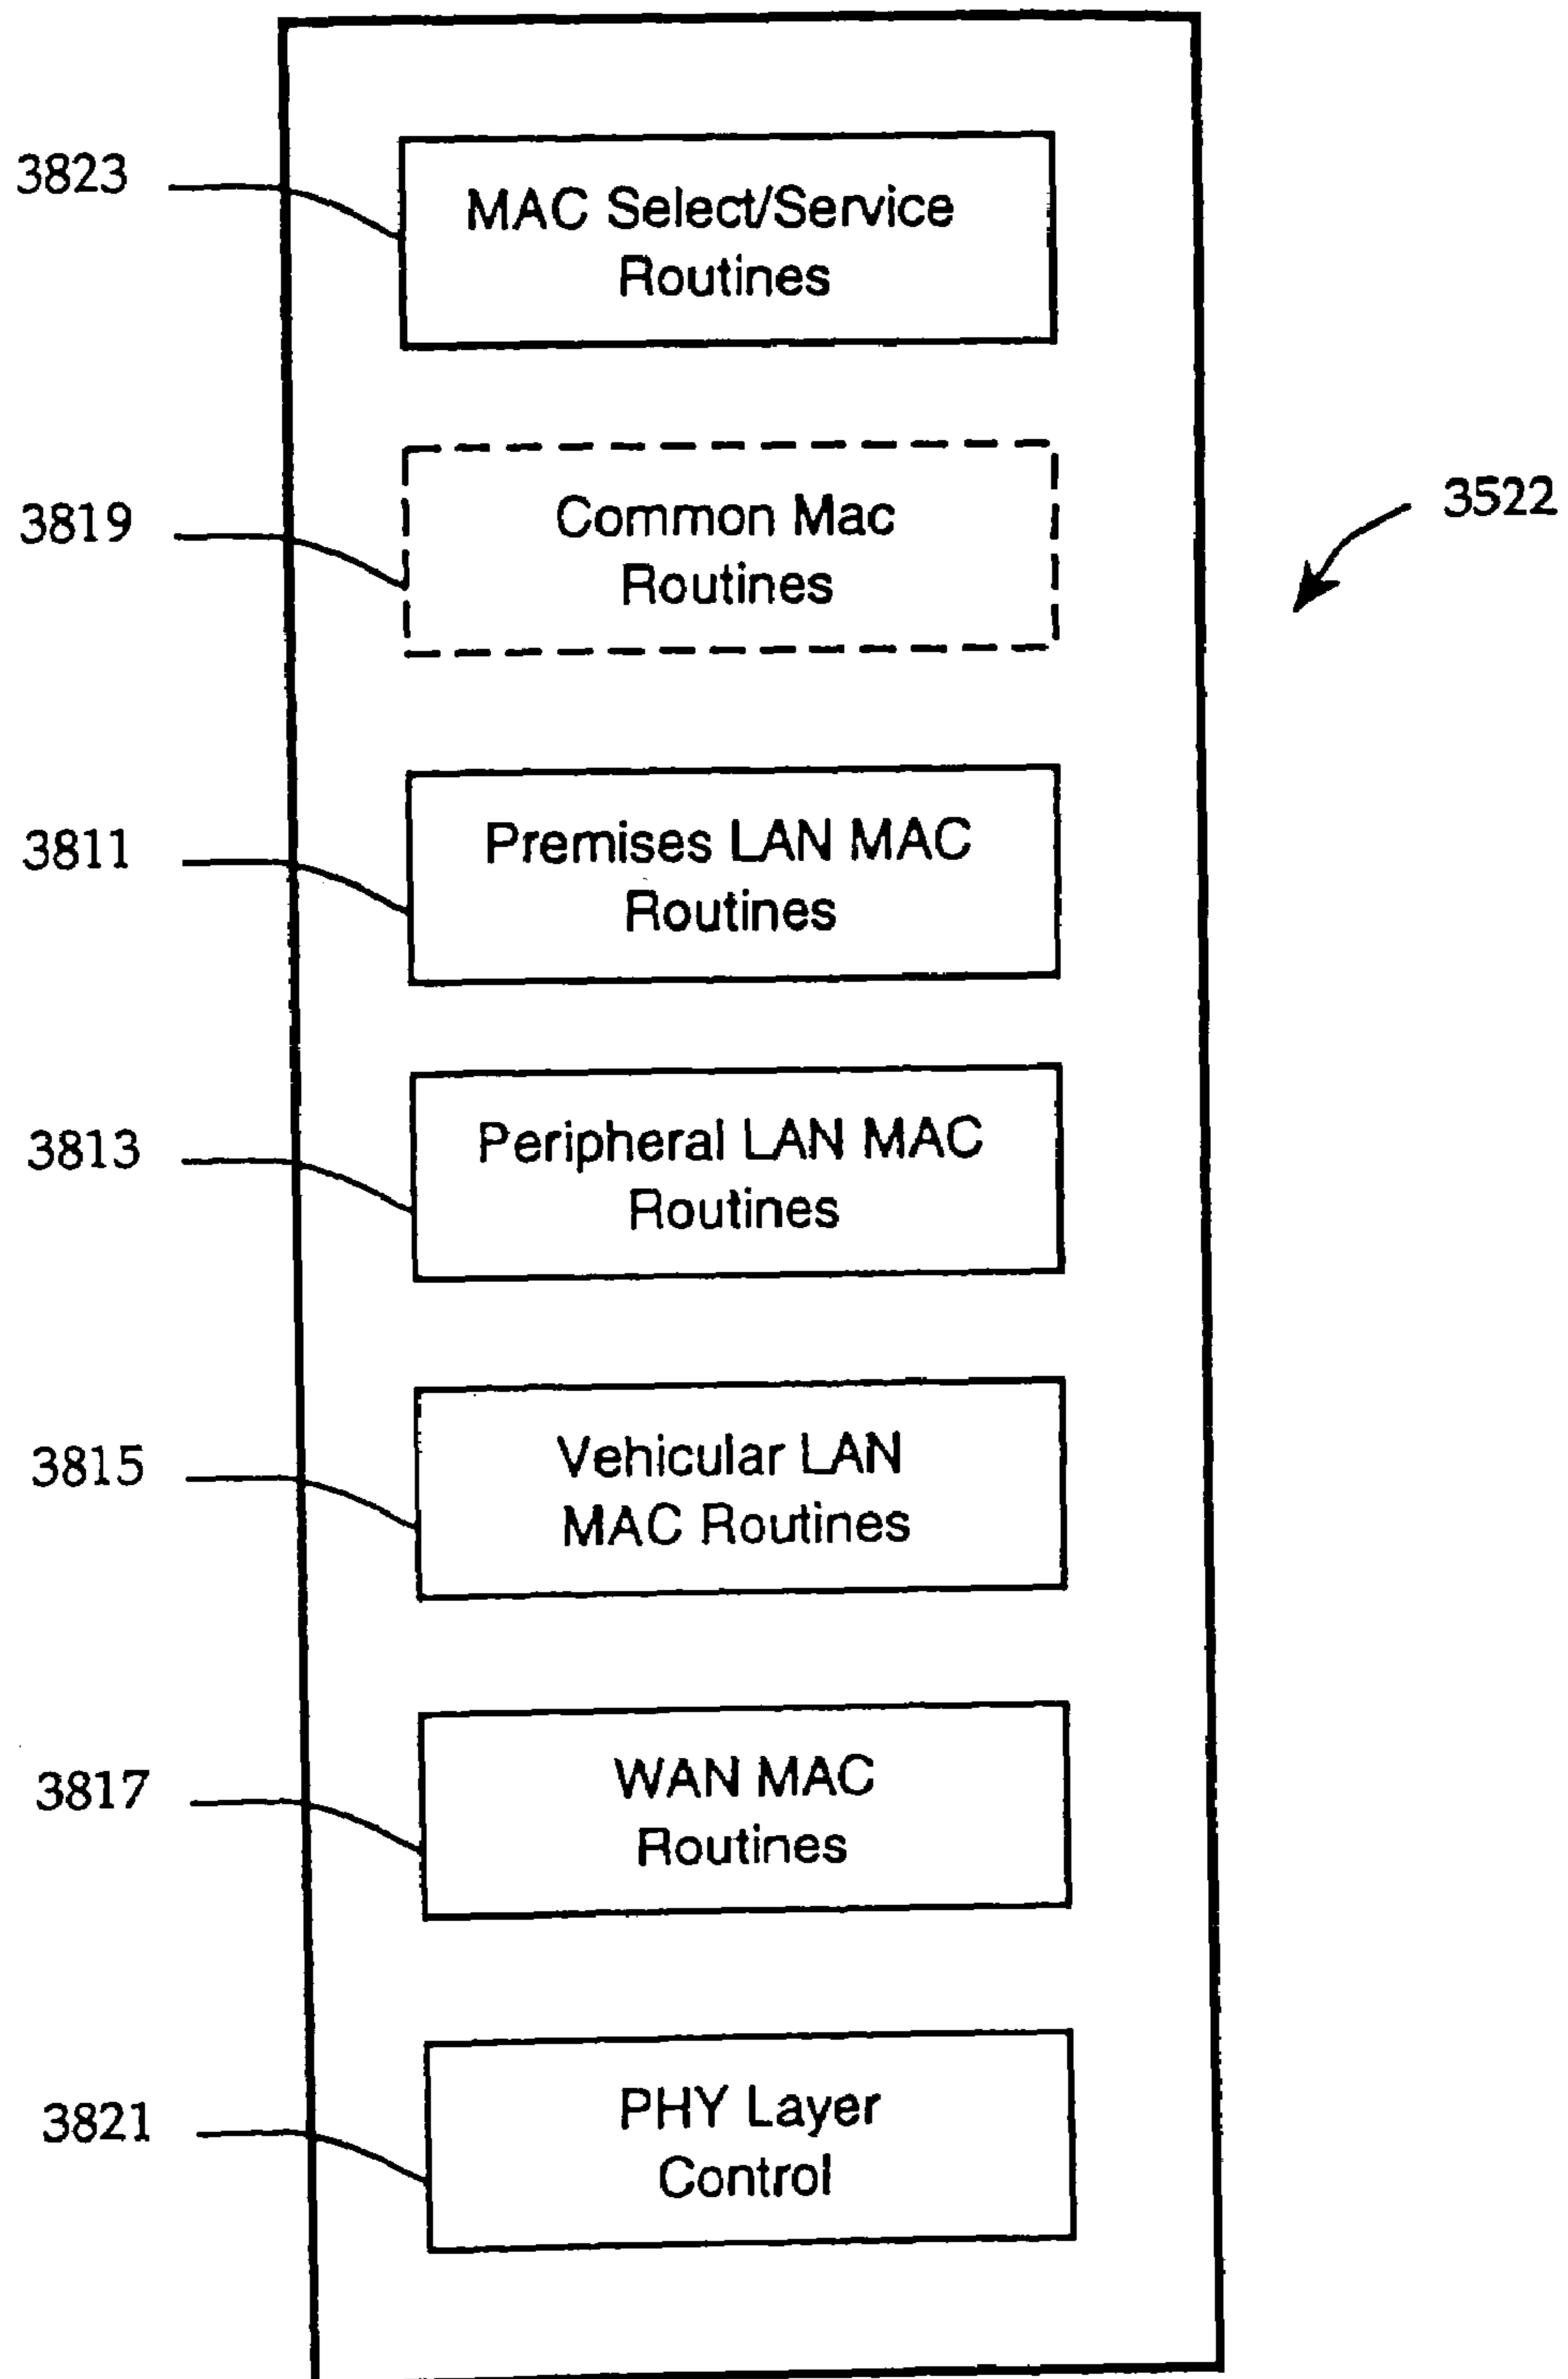 3823
MAC Select/Service
Routines
3819
Common Mac
Routines
3522
3811
Premises LAN MAC
Routines
3813
Peripheral LAN MAC
Routines
3815
Vehicular LAN
MAC Routines
3817
WAN MAC
Routines
3821
PHY Layer
Control